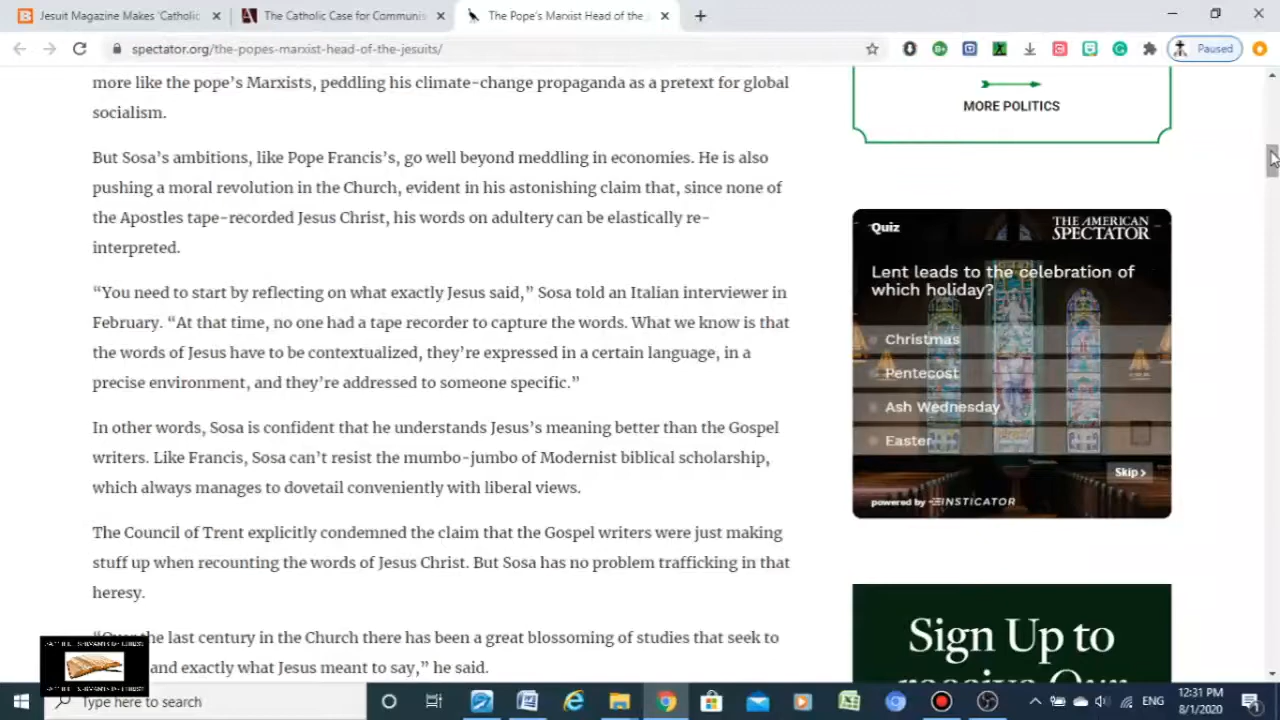 Jesuit Magazine Makes 'Catholic
The Catholic Case for Communis
The Pope's Marxist Head of the
spectator.org/the-popes-marxist-head-of-the-jesuits/
Paused
more like the pope's Marxists, peddling his climate-change propaganda as a pretext for global
socialism.
But Sosa's ambitions, like Pope Francis's, go well beyond meddling in economies. He is also
pushing a moral revolution in the Church, evident in his astonishing claim that, since none of
the Apostles tape-recorded Jesus Christ, his words on adultery can be elastically re-
interpreted.
“You need to start by reflecting on what exactly Jesus said,” Sosa told an Italian interviewer in
February. “At that time, no one had a tape recorder to capture the words. What we know is that
the words of Jesus have to be contextualized, they're expressed in a certain language, in a
precise environment, and they're addressed to someone specific.”
In other words, Sosa is confident that he understands Jesus's meaning better than the Gospel
writers. Like Francis, Sosa can't resist the mumbo-jumbo of Modernist biblical scholarship,
which always manages to dovetail conveniently with liberal views.
The Council of Trent explicitly condemned the claim that the Gospel writers were just making
stuff up when recounting the words of Jesus Christ. But Sosa has no problem trafficking in that
heresy.
“Over the last century in the Church there has been a great blossoming of studies that seek to
and exactly what Jesus meant to say,” he said.
MORE POLITICS
Quiz
THE AMERICAN
SPECTATOR
Lent leads to the celebration of
which holiday?
Christmas
Pentecost
Ash Wednesday
Easter
Skip >
powered by INSTICATOR
Sign Up to
receive Our
Type here to search
ENG
12:31 PM
8/1/2020